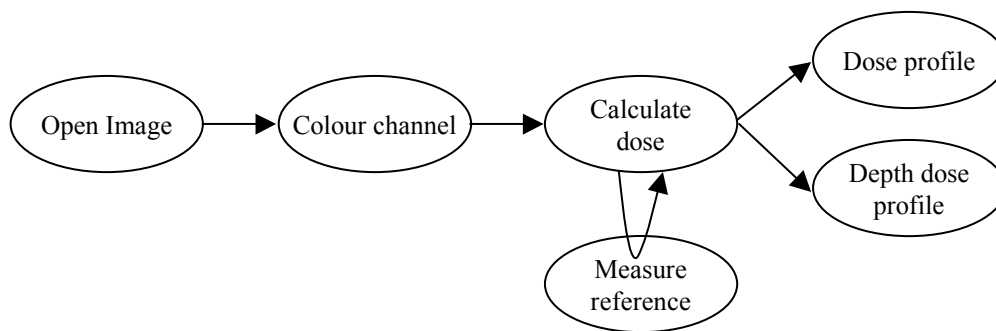 Open Image
Colour channel
Calculate
dose
Dose profile
Depth dose
profile
Measure
reference